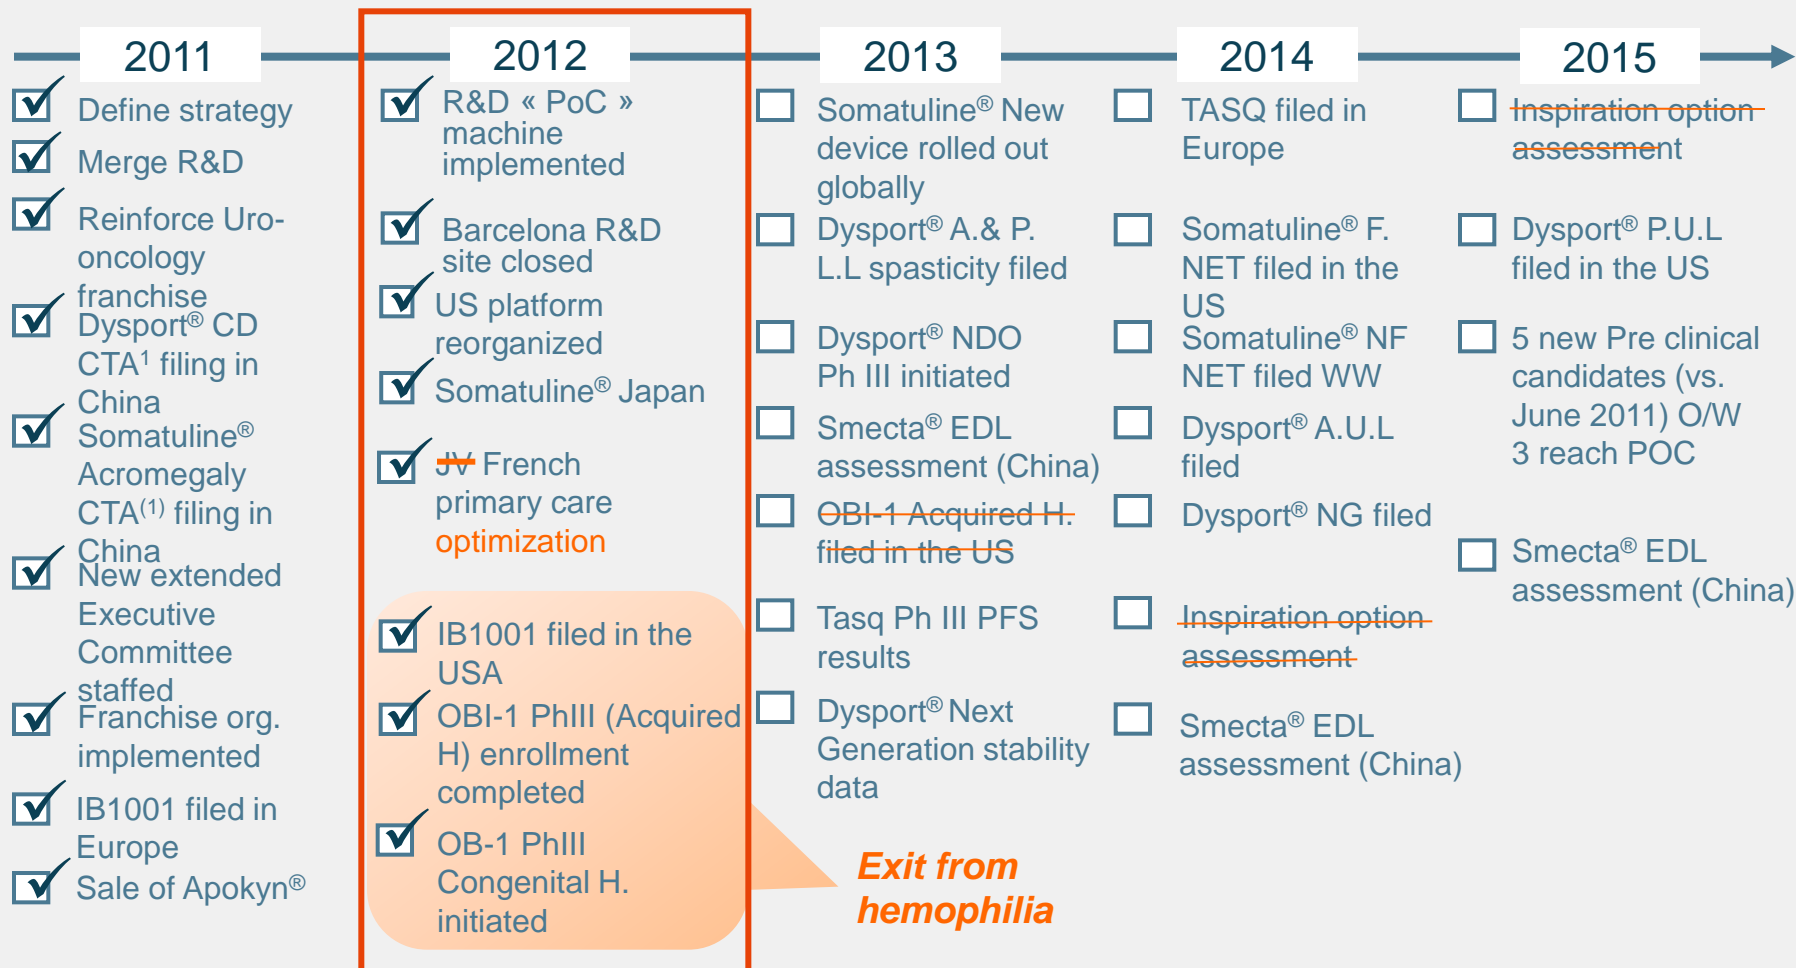 2011
Define strategy
Merge R&D
Reinforce Uro-
oncology
franchise
Dysport® CD
CTA¹ filing in
China
Somatuline®
Acromegaly
CTA⁽¹⁾ filing in
China
New extended
Executive
Committee
staffed
Franchise org.
implemented
IB1001 filed in
Europe
Sale of Apokyn®
2012
R&D « PoC »
machine
implemented
Barcelona R&D
site closed
US platform
reorganized
Somatuline® Japan
JV French
primary care
optimization
IB1001 filed in the
USA
OBI-1 PhIII (Acquired
H) enrollment
completed
OB-1 PhIII
Congenital H.
initiated
Exit from
hemophilia
2013
Somatuline® New
device rolled out
globally
Dysport® A.& P.
L.L spasticity filed
Dysport® NDO
Ph III initiated
Smecta® EDL
assessment (China)
OBI-1 Acquired H.
filed in the US
Tasq Ph III PFS
results
Dysport® Next
Generation stability
data
2014
TASQ filed in
Europe
Somatuline® F.
NET filed in the
US
Somatuline® NF
NET filed WW
Dysport® A.U.L
filed
Dysport® NG filed
Inspiration option
assessment
Smecta® EDL
assessment (China)
2015
Inspiration option
assessment
Dysport® P.U.L
filed in the US
5 new Pre clinical
candidates (vs.
June 2011) O/W
3 reach POC
Smecta® EDL
assessment (China)